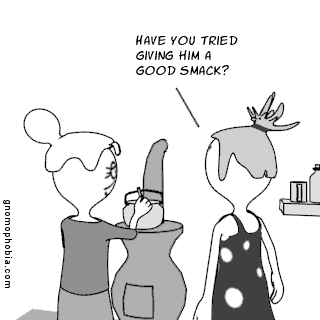 HAVE YOU TRIED
GIVING HIM A
GOOD SMACK?
gnomophobia.com